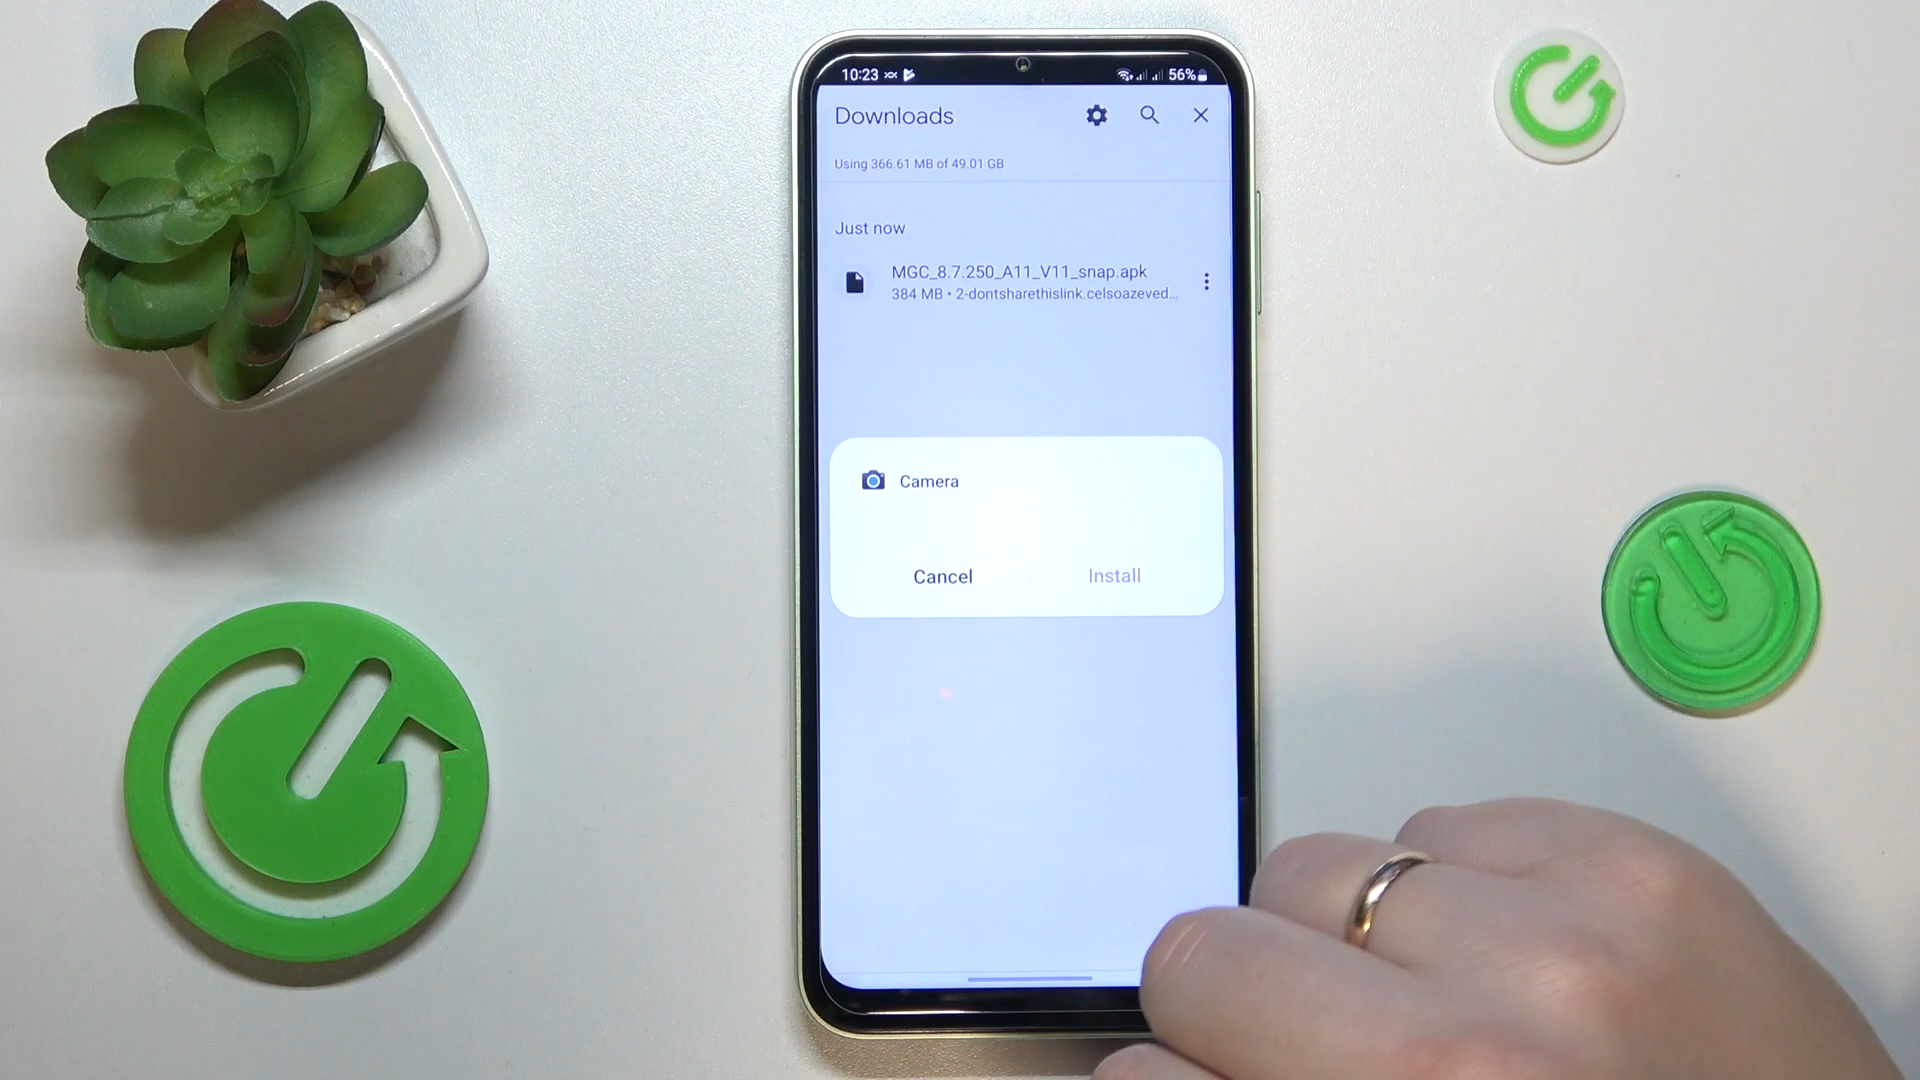 10:23 56%
Downloads
Using 366.61 MB of 49.01 GB
Just now
MGC_8.7.250_A11_V11_snap.apk
384 MB • 2-dontsharethislink.celsoazeved...
Camera
Cancel Install